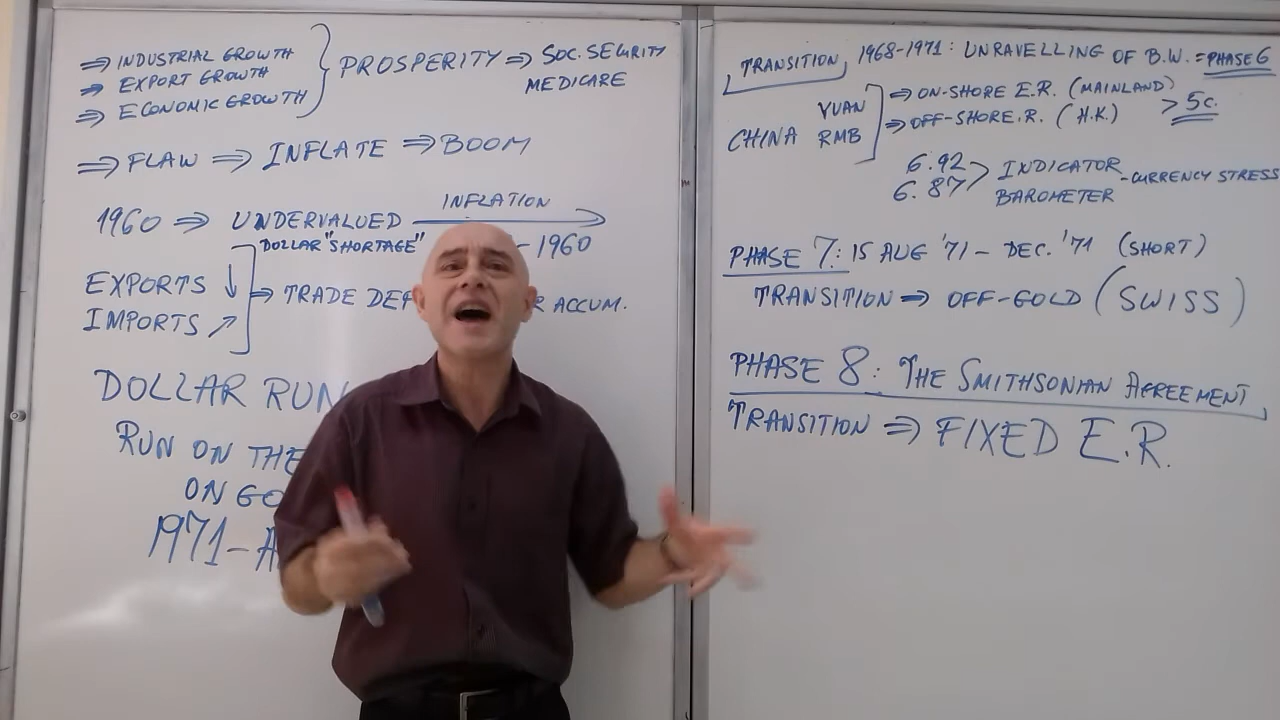 ⇒ INDUSTRIAL GROWTH
⇒ EXPORT GROWTH
⇒ ECONOMIC GROWTH
} PROSPERITY ⇒ SOC. SECURITY
MEDICARE
⇒ FLAW ⇒ INFLATE ⇒ BOOM
INFLATION
1960 ⇒ UNDERVALUED
DOLLAR "SHORTAGE" - 1960
EXPORTS ↓
IMPORTS ↗
⇒ TRADE DEF R ACCUM.
DOLLAR RUN
RUN ON THE
ON GO
1971 - A
TRANSITION 1968-1971: UNRAVELLING OF B.W. = PHASE 6
CHINA YUAN RMB
⇒ ON-SHORE E.R. (MAINLAND)
⇒ OFF-SHORE.R. (H.K.)
> 5c.
6.92
6.87
> INDICATOR
BAROMETER - CURRENCY STRESS
PHASE 7: 15 AUG '71 - DEC. '71 (SHORT)
TRANSITION ⇒ OFF-GOLD (SWISS)
PHASE 8: THE SMITHSONIAN AGREEMENT
TRANSITION ⇒ FIXED E.R.